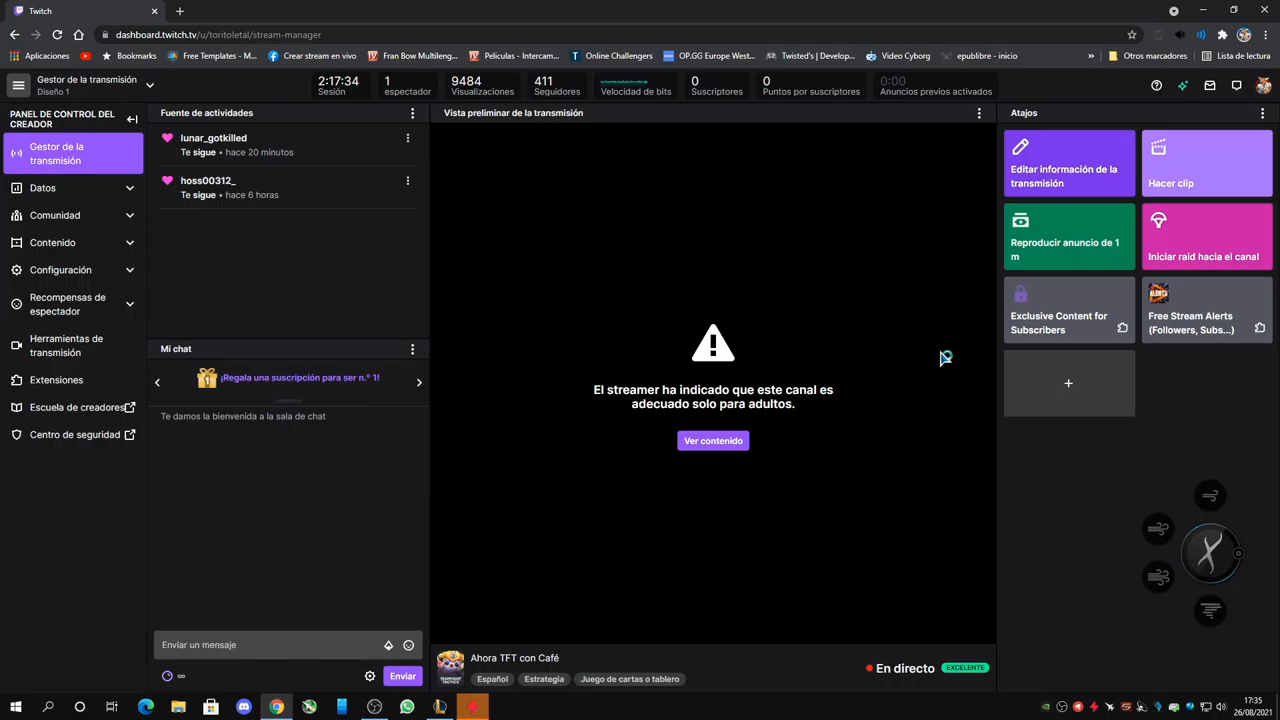 Twitch
dashboard.twitch.tv/u/toritoletal/stream-manager
Aplicaciones
Bookmarks
Free Templates - M...
Crear stream en vivo
Fran Bow Multileng...
Peliculas - Intercam...
Online Challengers
OP.GG Europe West...
Twisted's | Develop...
Video Cyborg
epublibre - inicio
»
Otros marcadores
Lista de lectura
Gestor de la transmisión
Diseño 1
2:17:34
Sesión
1
espectador
9484
Visualizaciones
411
Seguidores
Velocidad de bits
0
Suscriptores
0
Puntos por suscriptores
0:00
Anuncios previos activados
PANEL DE CONTROL DEL
CREADOR
Gestor de la
transmisión
Datos
Comunidad
Contenido
Configuración
Recompensas de
espectador
Herramientas de
transmisión
Extensiones
Escuela de creadores
Centro de seguridad
Fuente de actividades
lunar_gotkilled
Te sigue • hace 20 minutos
hoss00312_
Te sigue • hace 6 horas
Mi chat
1
¡Regala una suscripción para ser n.º 1!
Te damos la bienvenida a la sala de chat
Enviar un mensaje
∞
Enviar
Vista preliminar de la transmisión
El streamer ha indicado que este canal es
adecuado solo para adultos.
Ver contenido
Ahora TFT con Café
Español
Estrategia
Juego de cartas o tablero
En directo
EXCELENTE
Atajos
Editar información de la
transmisión
Hacer clip
Reproducir anuncio de 1
m
Iniciar raid hacia el canal
Exclusive Content for
Subscribers
ALERTS
Free Stream Alerts
(Followers, Subs...)
17:35
26/08/2021